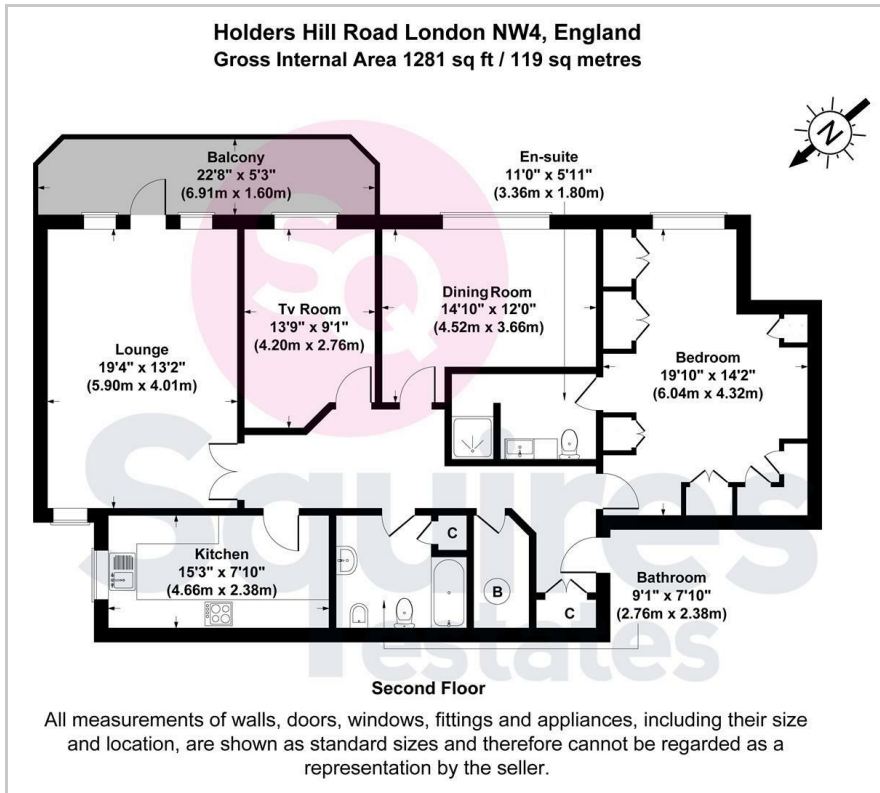 Holders Hill Road London NW4, England
Gross Internal Area 1281 sq ft / 119 sq metres
N
Balcony
22'8" x 5'3"
(6.91m x 1.60m)
En-suite
11'0" x 5'11"
(3.36m x 1.80m)
SQ
Lounge
19'4" x 13'2"
(5.90m x 4.01m)
Tv Room
13'9" x 9'1"
(4.20m x 2.76m)
Dining Room
14'10" x 12'0"
(4.52m x 3.66m)
Bedroom
19'10" x 14'2"
(6.04m x 4.32m)
Squires
estates
Kitchen
15'3" x 7'10"
(4.66m x 2.38m)
C
B
C
Bathroom
9'1" x 7'10"
(2.76m x 2.38m)
Second Floor
All measurements of walls, doors, windows, fittings and appliances, including their size
and location, are shown as standard sizes and therefore cannot be regarded as a
representation by the seller.